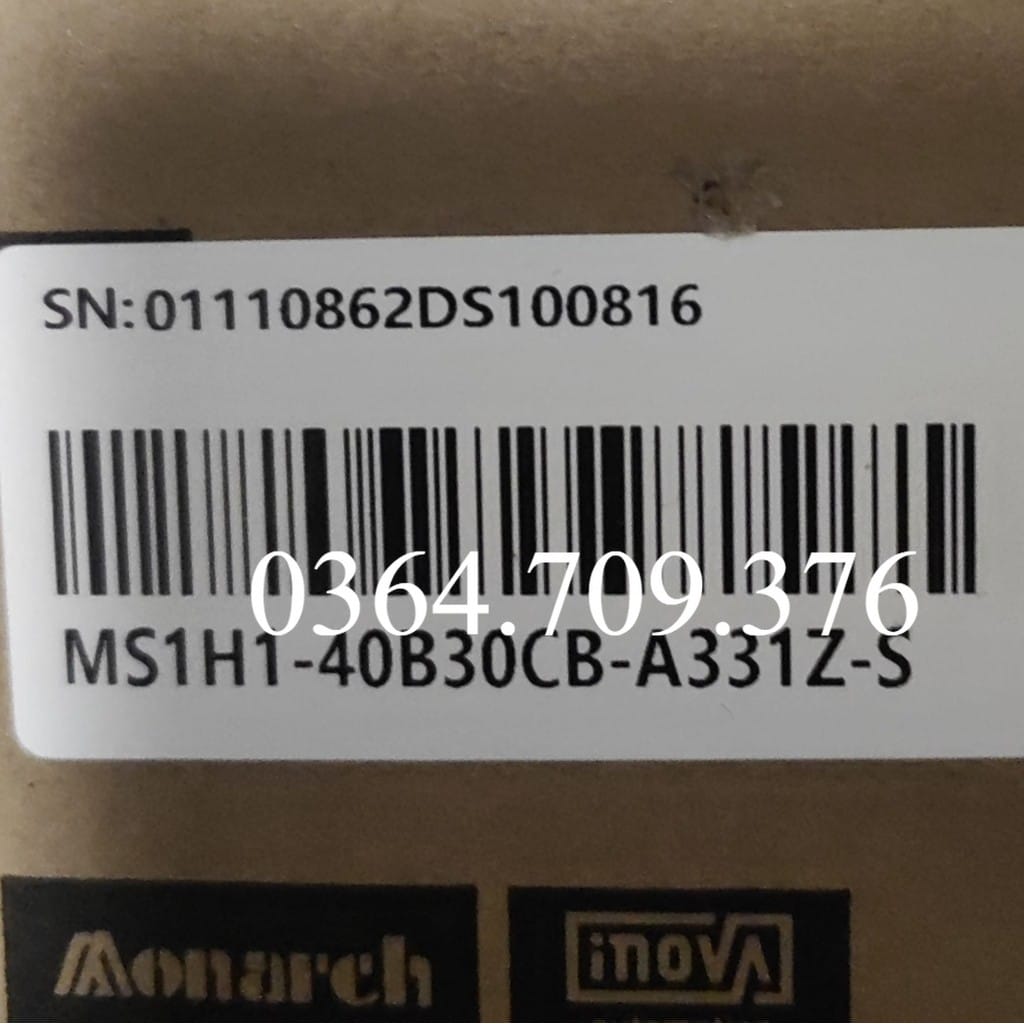 SN:01110862DS100816
0364.709.376
MS1H1-40B30CB-A331Z-S
Monarch
inovA